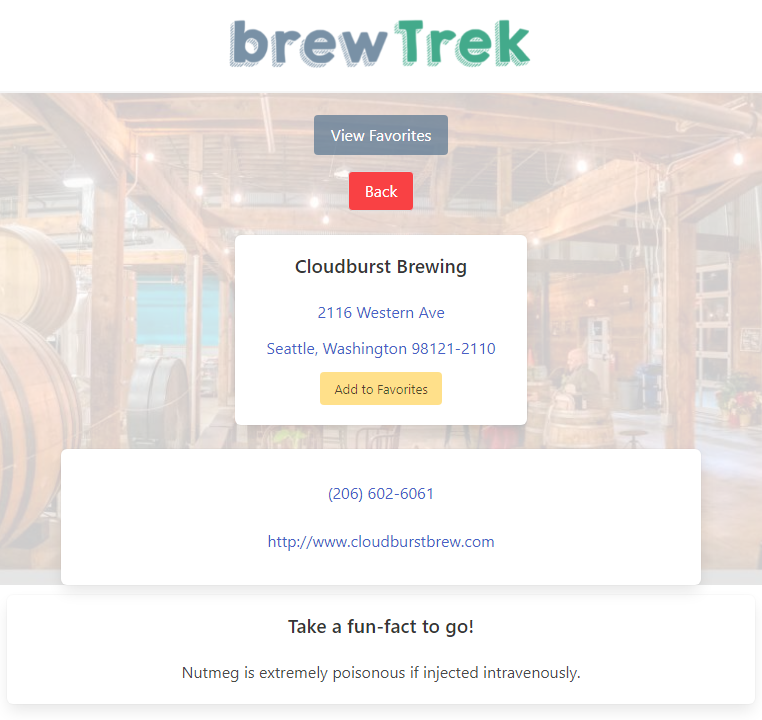 brewTrek
View Favorites
Back
Cloudburst Brewing
2116 Western Ave
Seattle, Washington 98121-2110
Add to Favorites
(206) 602-6061
http://www.cloudburstbrew.com
Take a fun-fact to go!
Nutmeg is extremely poisonous if injected intravenously.